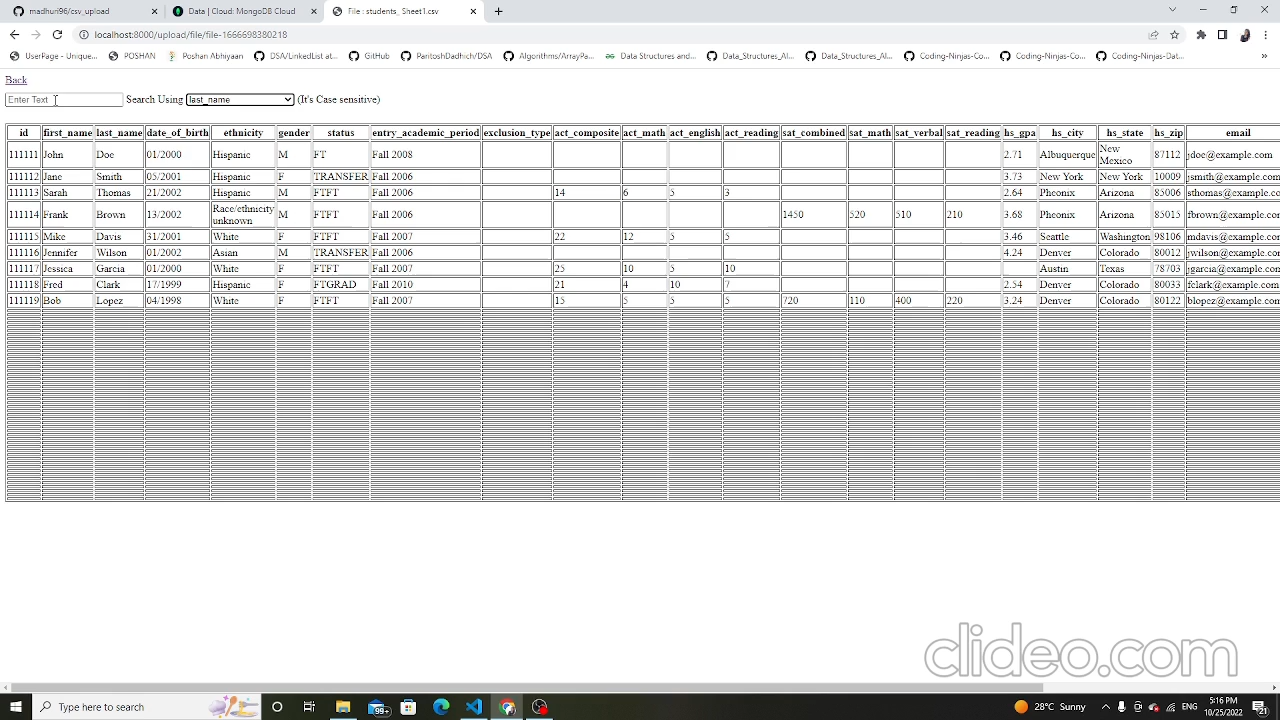 madhuri96/csv_upload
Data | Cloud: MongoDB Cloud
File : students_ Sheet1.csv
localhost:8000/upload/file/file-1666698380218
UserPage - Unique...
POSHAN
Poshan Abhiyaan
DSA/LinkedList at...
GitHub
ParitoshDadhich/DSA
Algorithms/ArrayPa...
Data Structures and...
Data_Structures_Al...
Data_Structures_Al...
Coding-Ninjas-Co...
Coding-Ninjas-Co...
Coding-Ninjas-Dat...
»
Back
Enter Text Search Using last_name (It's Case sensitive)
id first_name last_name date_of_birth ethnicity gender status entry_academic_period exclusion_type act_composite act_math act_english act_reading sat_combined sat_math sat_verbal sat_reading hs_gpa hs_city hs_state hs_zip email
111111 John Doe 01/2000 Hispanic M FT Fall 2008 2.71 Albuquerque New Mexico 87112 jdoe@example.com
111112 Jane Smith 05/2001 Hispanic F TRANSFER Fall 2006 3.73 New York New York 10009 jsmith@example.com
111113 Sarah Thomas 21/2002 Hispanic M FTFT Fall 2006 14 6 5 3 2.64 Pheonix Arizona 85006 sthomas@example.co
111114 Frank Brown 13/2002 Race/ethnicity unknown M FTFT Fall 2006 1450 520 510 210 3.68 Pheonix Arizona 85015 fbrown@example.com
111115 Mike Davis 31/2001 White F FTFT Fall 2007 22 12 5 5 3.46 Seattle Washington 98106 mdavis@example.com
111116 Jennifer Wilson 01/2002 Asian M TRANSFER Fall 2006 4.24 Denver Colorado 80012 jwilson@example.com
111117 Jessica Garcia 01/2000 White F FTFT Fall 2007 25 10 5 10 Austin Texas 78703 jgarcia@example.com
111118 Fred Clark 17/1999 Hispanic F FTGRAD Fall 2010 21 4 10 7 2.54 Denver Colorado 80033 fclark@example.com
111119 Bob Lopez 04/1998 White F FTFT Fall 2007 15 5 5 5 720 110 400 220 3.24 Denver Colorado 80122 blopez@example.com
clideo.com
Type here to search
99+
28°C Sunny
ENG
5:16 PM
10/25/2022